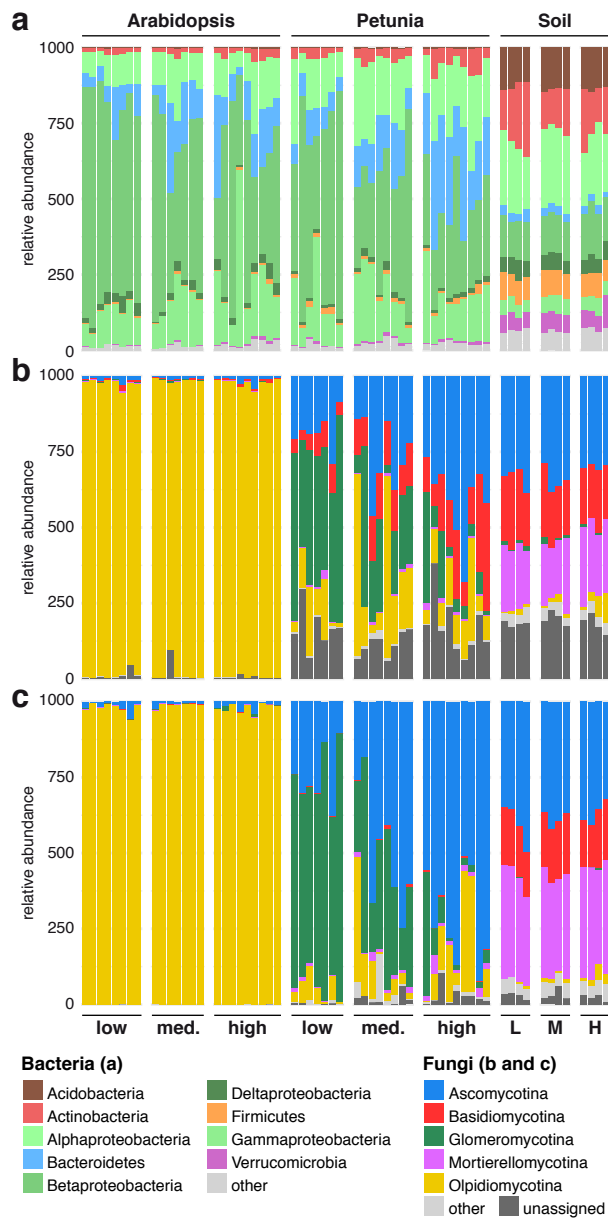 a
Arabidopsis
Petunia
Soil
1000
750
500
250
0
relative abundance
b
1000
750
500
250
0
relative abundance
c
1000
750
500
250
0
relative abundance
low med. high low med. high L M H
Bacteria (a)
Acidobacteria
Actinobacteria
Alphaproteobacteria
Bacteroidetes
Betaproteobacteria
Deltaproteobacteria
Firmicutes
Gammaproteobacteria
Verrucomicrobia
other
Fungi (b and c)
Ascomycotina
Basidiomycotina
Glomeromycotina
Mortierellomycotina
Olpidiomycotina
other unassigned